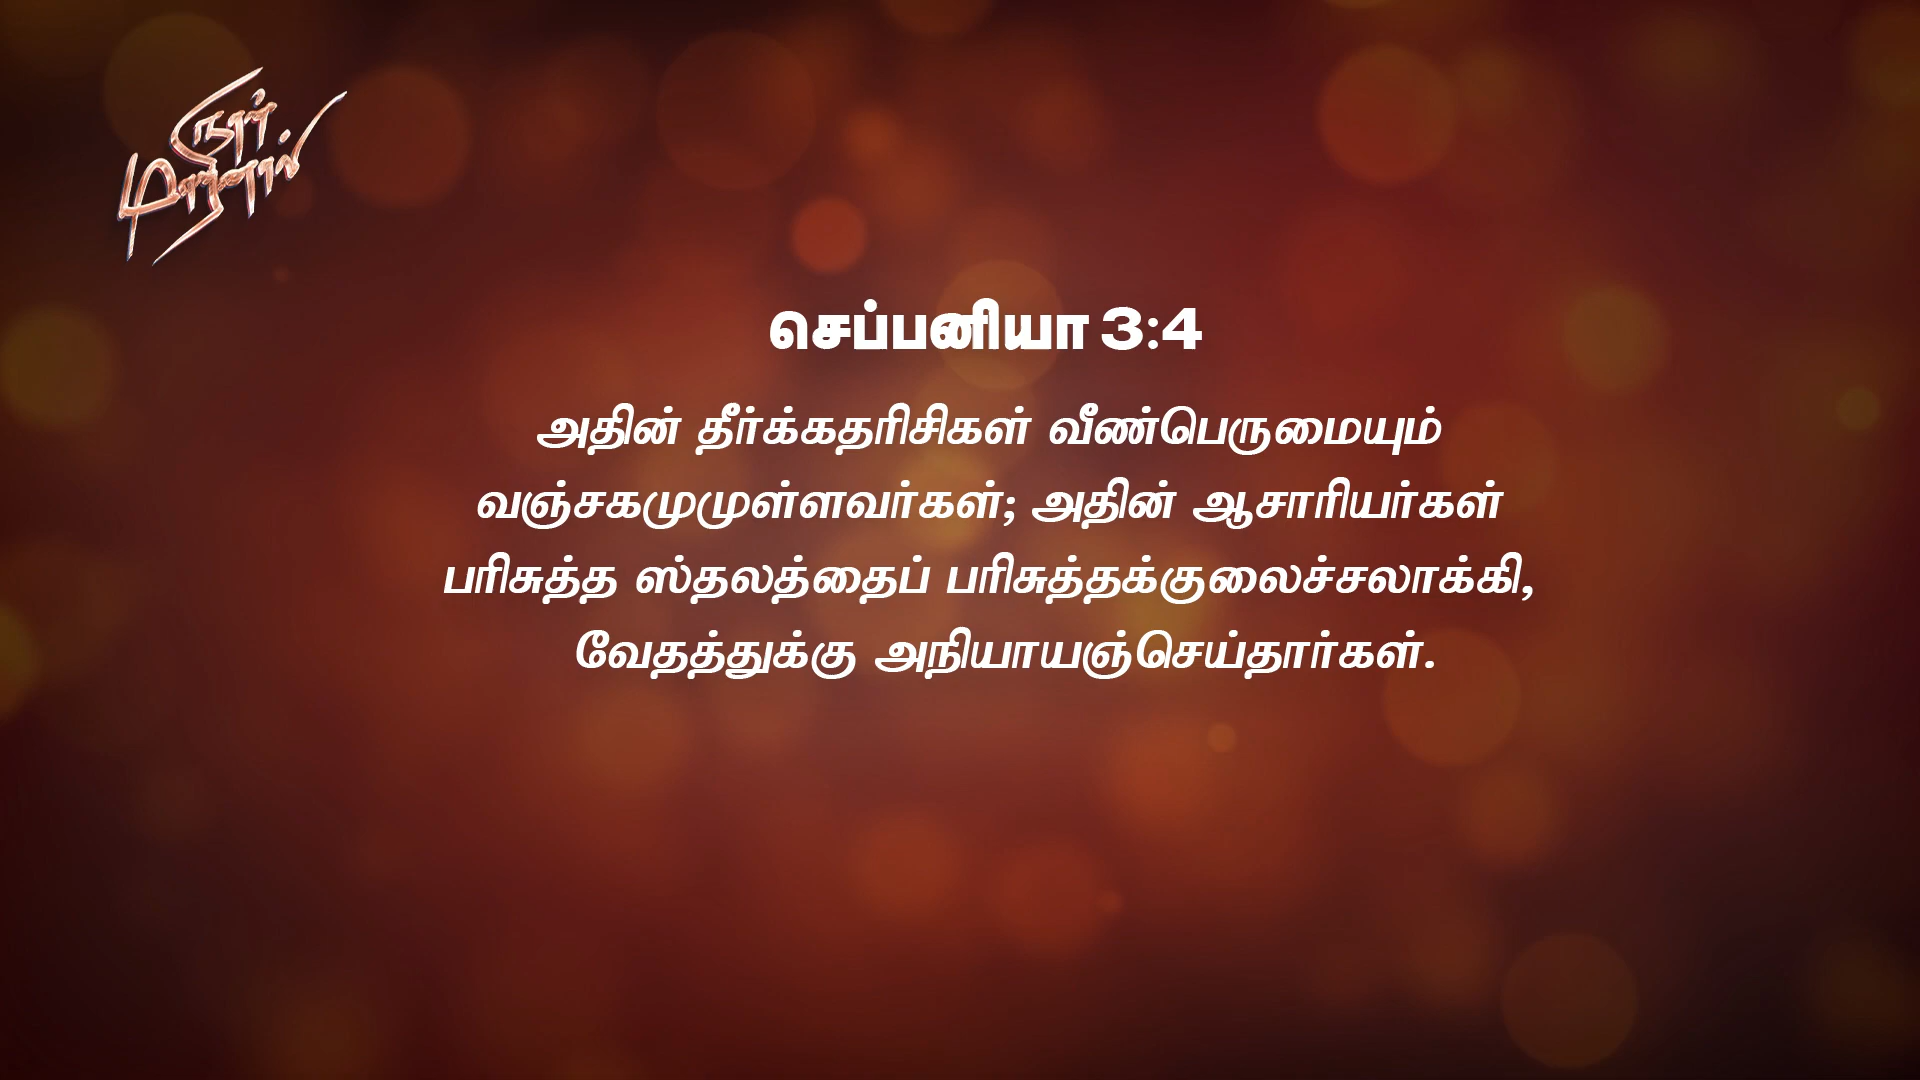 நான்
மாறினால்
செப்பனியா 3:4
அதின் தீர்க்கதரிசிகள் வீண்பெருமையும்
வஞ்சகமுமுள்ளவர்கள்; அதின் ஆசாரியர்கள்
பரிசுத்த ஸ்தலத்தைப் பரிசுத்தக்குலைச்சலாக்கி,
வேதத்துக்கு அநியாயஞ்செய்தார்கள்.